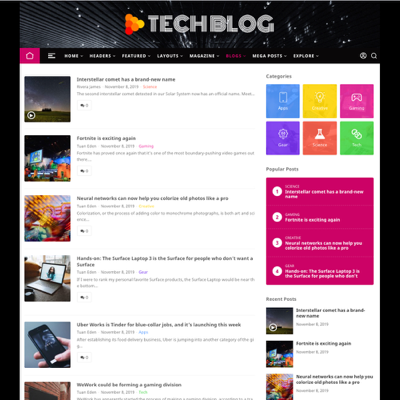 TECHBLOG
HOME HEADERS FEATURED LAYOUTS MAGAZINE BLOGS MEGA POSTS EXPLORE
Interstellar comet has a brand-new name
Rivera James · November 8, 2019 · Science
The second interstellar comet detected in our Solar System now has an official name. Meet...
0
Fortnite is exciting again
Tuan Eden · November 8, 2019 · Gaming
Fortnite has proved once again that it's one of the most boundary-pushing video games out there...
0
Neural networks can now help you colorize old photos like a pro
Tuan Eden · November 8, 2019 · Creative
Colorization, or the process of adding color to monochrome photographs, is both art and science...
0
Hands-on: The Surface Laptop 3 is the Surface for people who don't want a
Surface
Tuan Eden · November 8, 2019 · Gear
If I were to rank my personal favorite Surface products, the Surface Laptop would be near the
bottom...
0
Uber Works is Tinder for blue-collar jobs, and it's launching this week
Tuan Eden · November 8, 2019 · Apps
After establishing its food delivery business, Uber is jumping into another category of the gig...
0
WeWork could be forming a gaming division
Tuan Eden · November 8, 2019 · Tech
Categories
Apps
Creative
Gaming
Gear
Science
Tech
Popular Posts
1
SCIENCE
Interstellar comet has a brand-new
name
2
GAMING
Fortnite is exciting again
3
CREATIVE
Neural networks can now help you
colorize old photos like a pro
4
GEAR
Hands-on: The Surface Laptop 3 is
the Surface for people who don't
Recent Posts
Interstellar comet has a
brand-new name
November 8, 2019
Fortnite is exciting again
November 8, 2019
Neural networks can now help you
colorize old photos like a pro
November 8, 2019